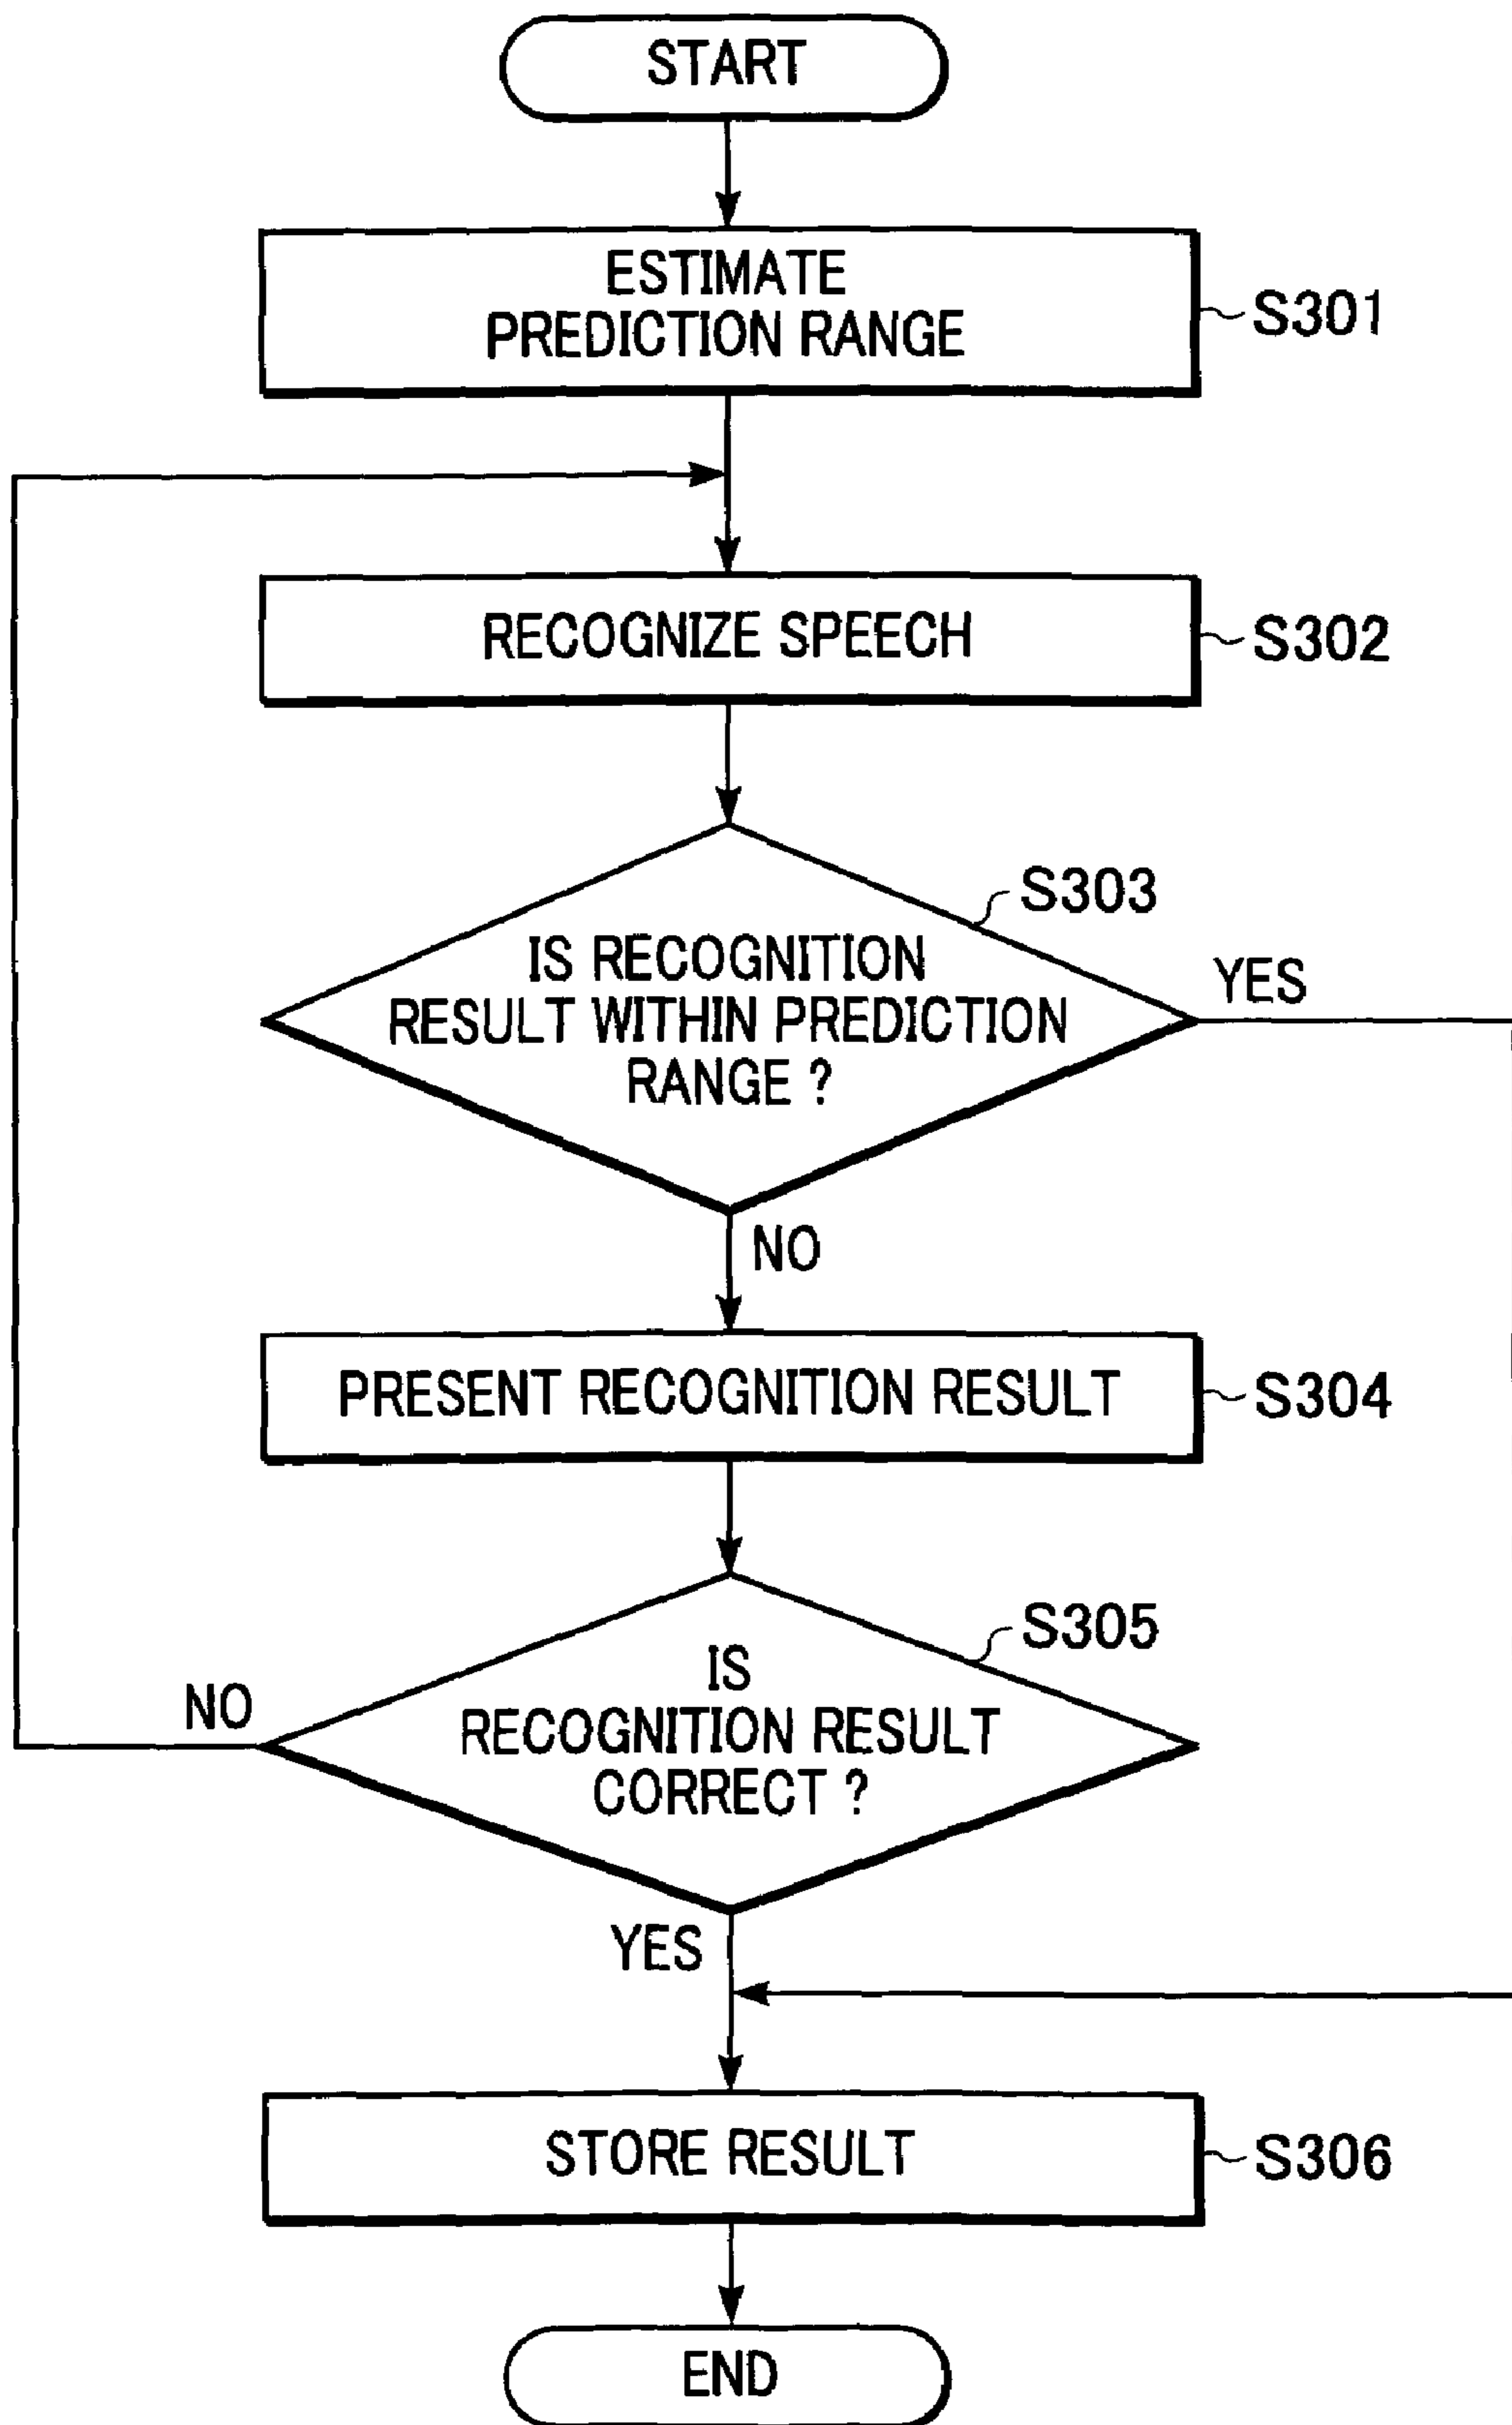 START
ESTIMATE
PREDICTION RANGE
S301
RECOGNIZE SPEECH
S302
S303
IS RECOGNITION
RESULT WITHIN PREDICTION
RANGE ?
YES
NO
PRESENT RECOGNITION RESULT
S304
S305
IS
RECOGNITION RESULT
CORRECT ?
NO
YES
STORE RESULT
S306
END